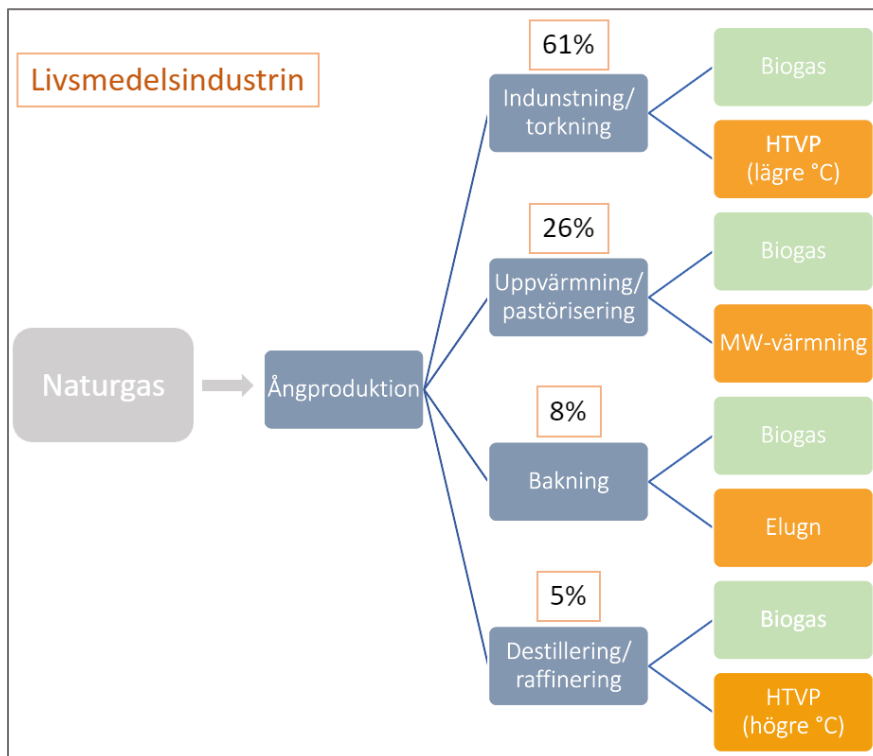 Livsmedelsindustrin
Naturgas
Ångproduktion
61%
Indunstning/
torkning
Biogas
HTVP
(lägre °C)
26%
Uppvärmning/
pastörisering
Biogas
MW-värmning
8%
Bakning
Biogas
Elugn
5%
Destillering/
raffinering
Biogas
HTVP
(högre °C)